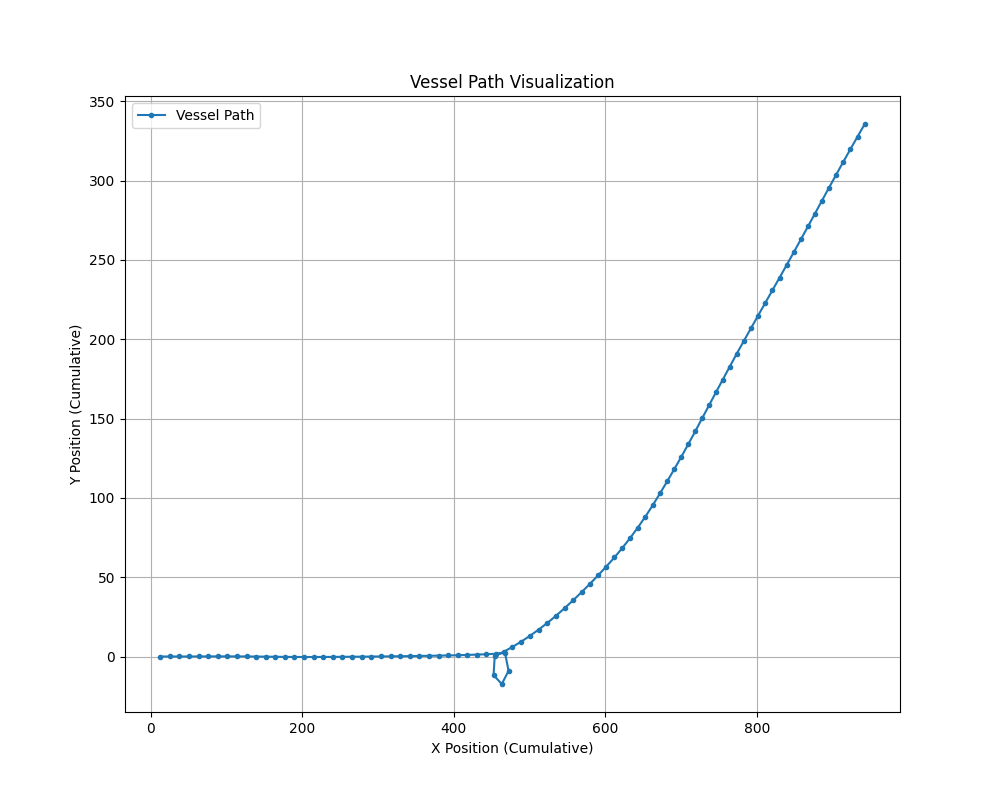 Vessel Path Visualization
Vessel Path
Y Position (Cumulative)
350
300
250
200
150
100
50
0
0 200 400 600 800
X Position (Cumulative)